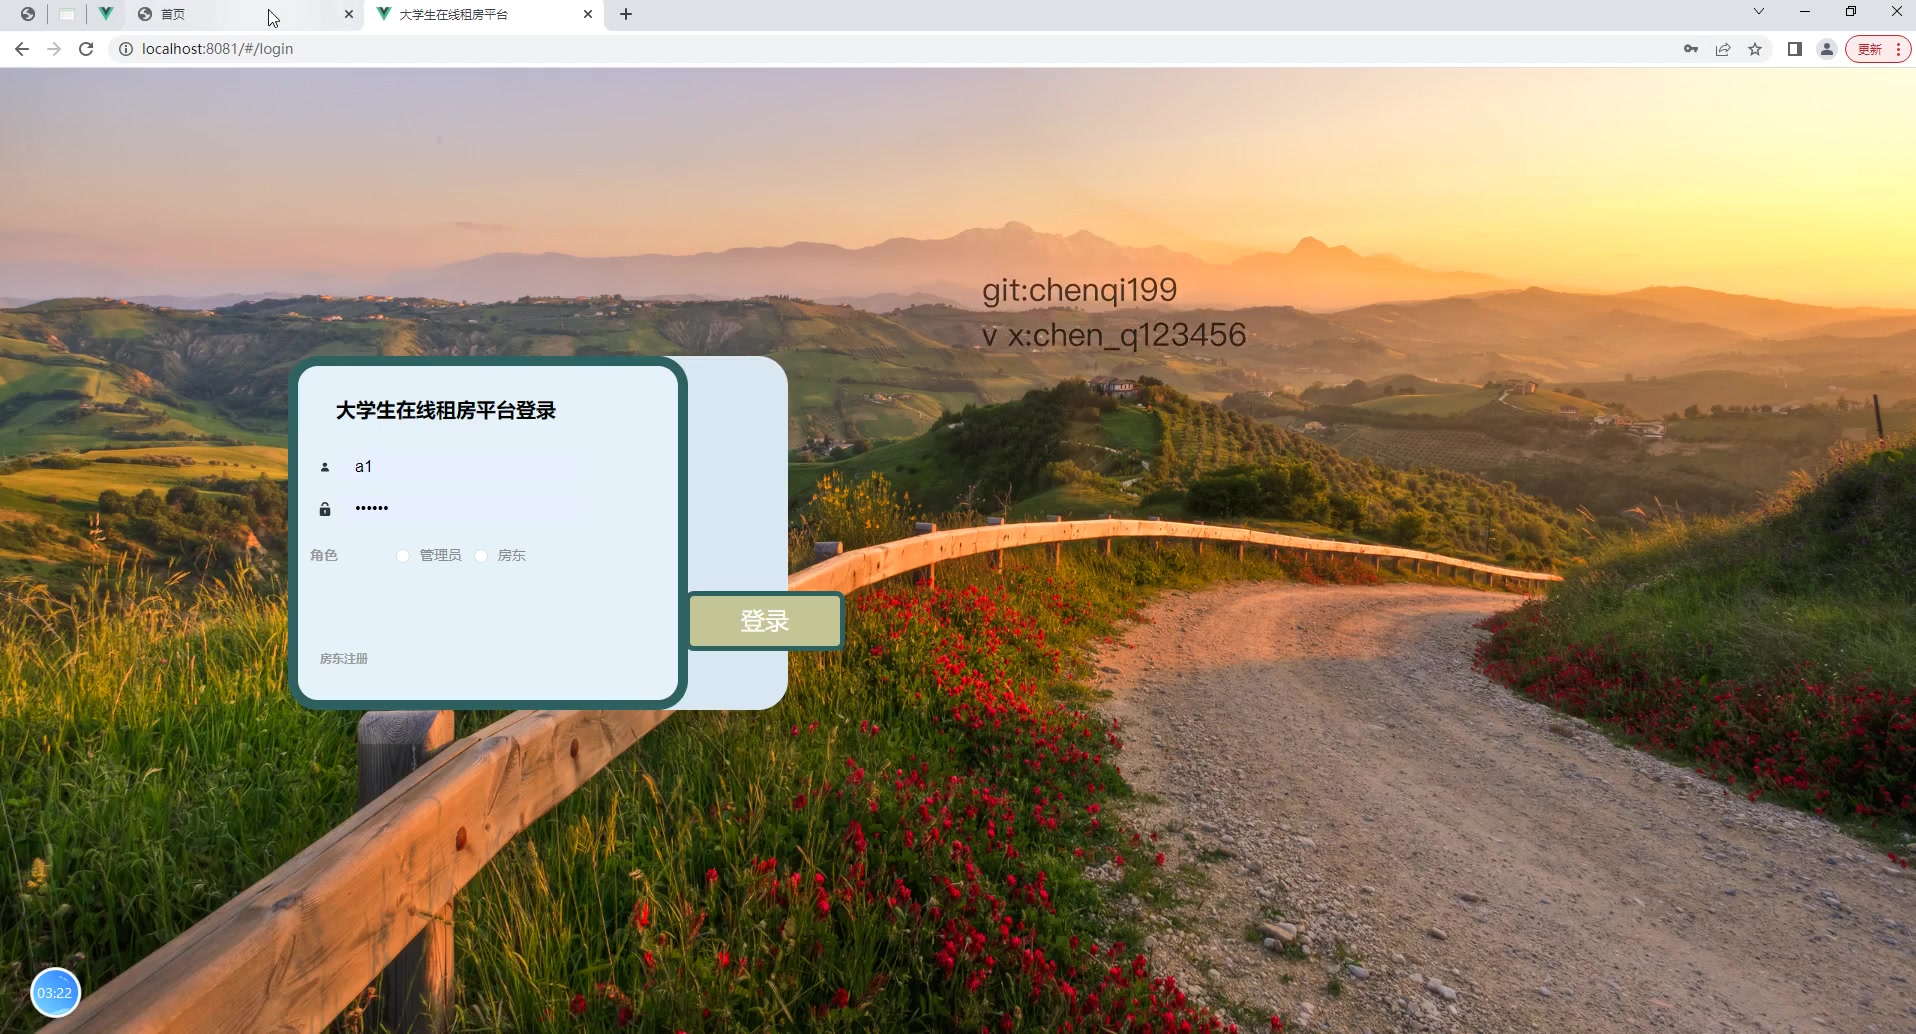 首页
大学生在线租房平台
localhost:8081/#/login
更新
git:chenqi199
v x:chen_q123456
大学生在线租房平台登录
a1
••••••
角色 管理员 房东
登录
房东注册
03:22